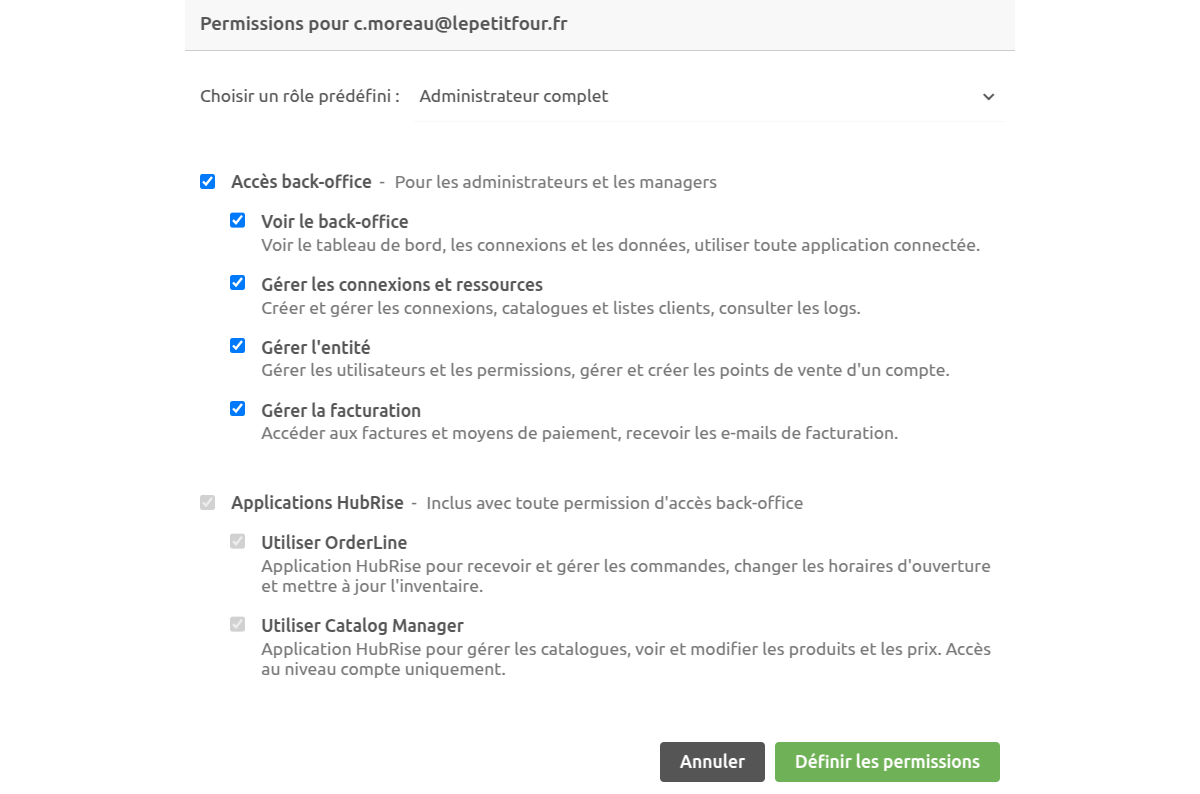 Permissions pour c.moreau@lepetitfour.fr
Choisir un rôle prédéfini : Administrateur complet
Accès back-office - Pour les administrateurs et les managers
Voir le back-office
Voir le tableau de bord, les connexions et les données, utiliser toute application connectée.
Gérer les connexions et ressources
Créer et gérer les connexions, catalogues et listes clients, consulter les logs.
Gérer l'entité
Gérer les utilisateurs et les permissions, gérer et créer les points de vente d'un compte.
Gérer la facturation
Accéder aux factures et moyens de paiement, recevoir les e-mails de facturation.
Applications HubRise - Inclus avec toute permission d'accès back-office
Utiliser OrderLine
Application HubRise pour recevoir et gérer les commandes, changer les horaires d'ouverture
et mettre à jour l'inventaire.
Utiliser Catalog Manager
Application HubRise pour gérer les catalogues, voir et modifier les produits et les prix. Accès
au niveau compte uniquement.
Annuler Définir les permissions